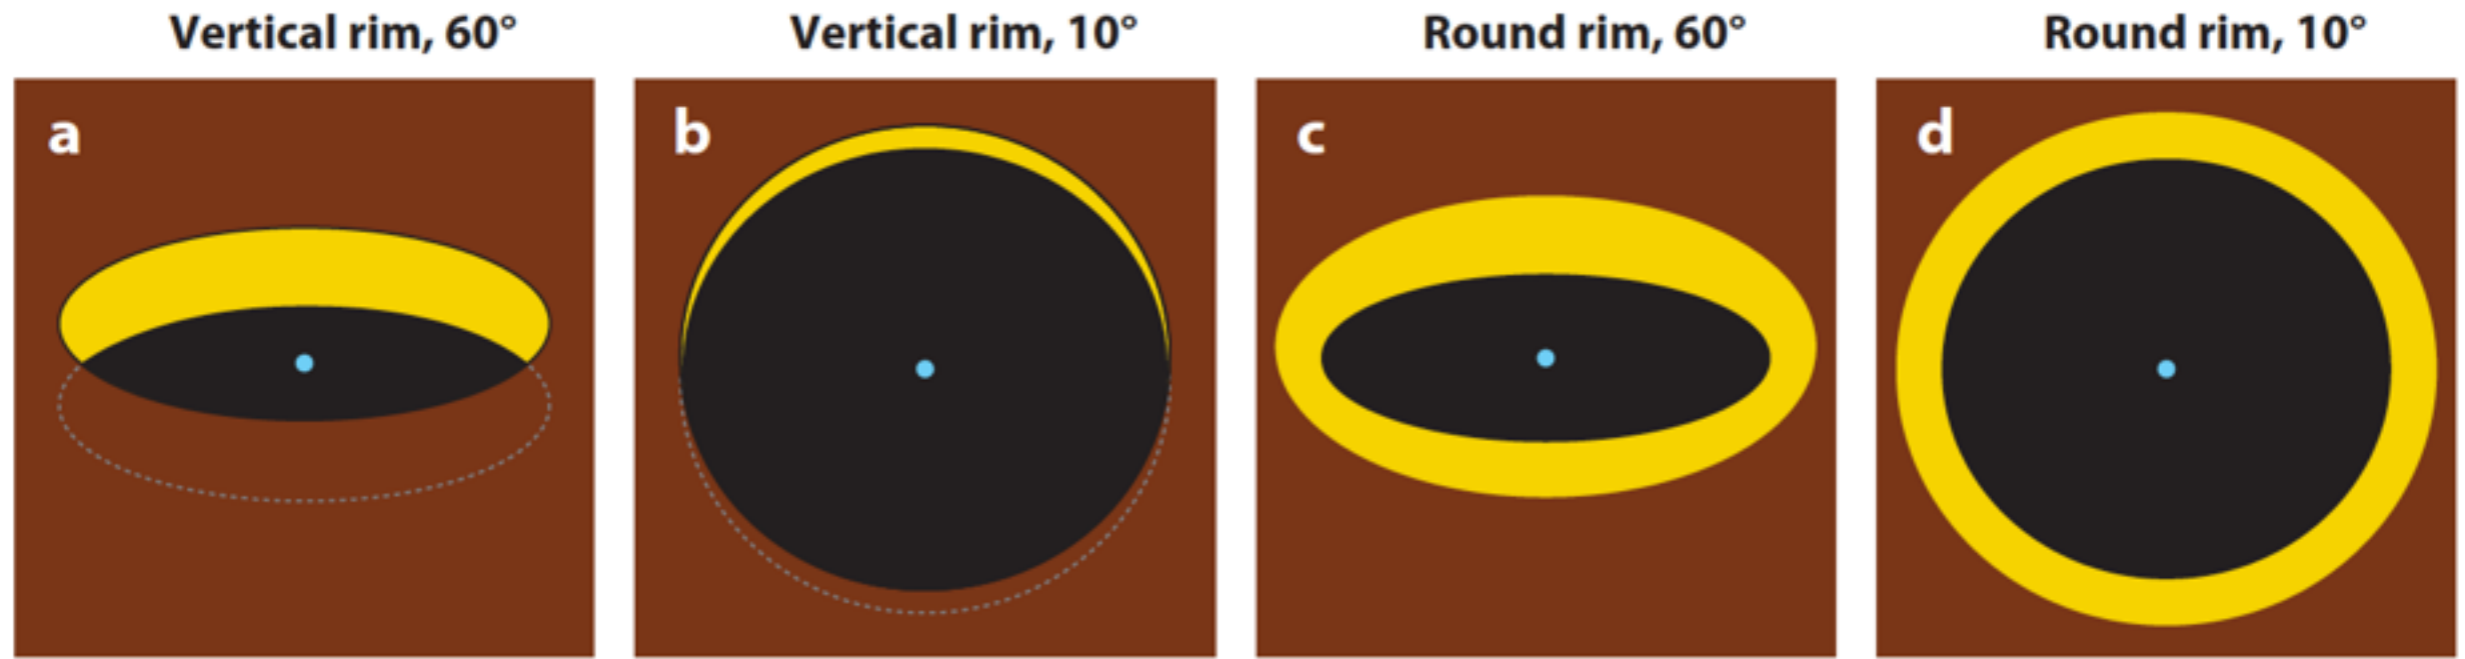 Vertical rim, 60°
Vertical rim, 10°
Round rim, 60°
Round rim, 10°
a
b
c
d